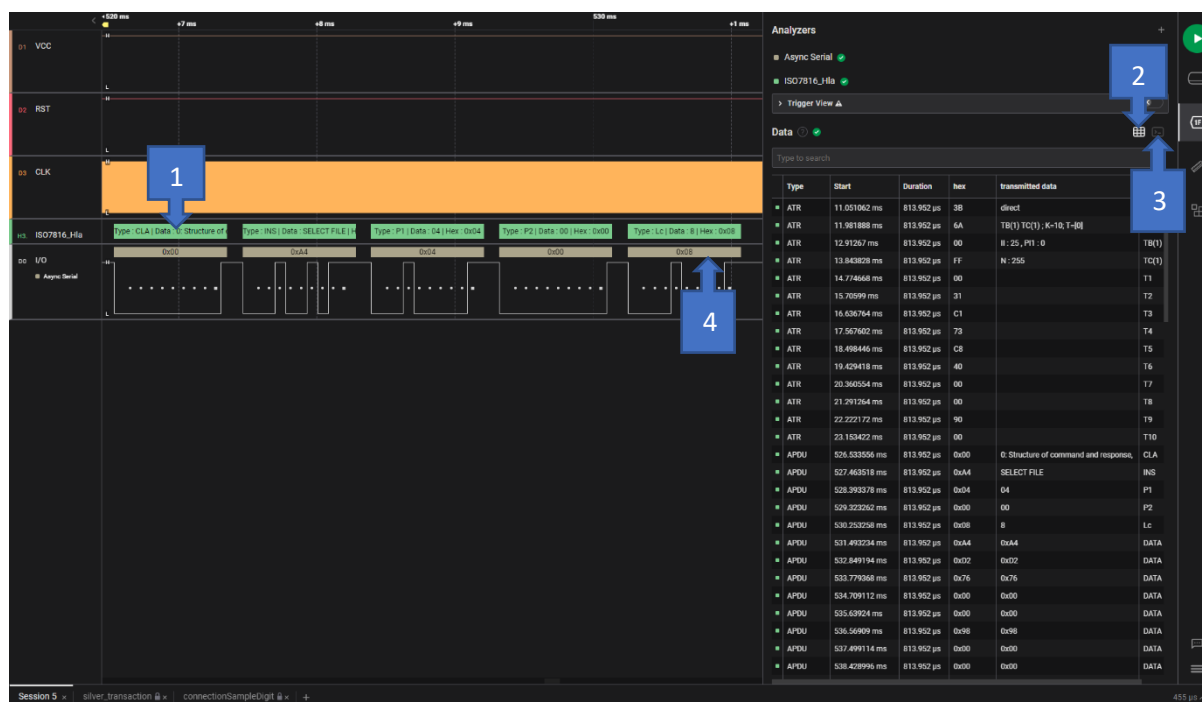 +520 ms
+7 ms
+8 ms
+9 ms
530 ms
+1 ms
D1 VCC
H
L
D2 RST
H
L
D3 CLK
H
L
H3. ISO7816_Hla
Type : CLA | Data : 0: Structure of
Type : INS | Data : SELECT FILE | H
Type : P1 | Data : 04 | Hex : 0x04
Type : P2 | Data : 00 | Hex : 0x00
Type : Lc | Data : 8 | Hex : 0x08
D0 I/O
Async Serial
H
L
0x00
0xA4
0x04
0x00
0x08
1
2
3
4
Analyzers +
Async Serial
ISO7816_Hla
> Trigger View
Data
Type to search
Type Start Duration hex transmitted data
ATR 11.051062 ms 813.952 µs 3B direct
ATR 11.981888 ms 813.952 µs 6A TB(1) TC(1) ; K=10; T=[0]
ATR 12.91267 ms 813.952 µs 00 II : 25 , PI1 : 0 TB(1)
ATR 13.843828 ms 813.952 µs FF N : 255 TC(1)
ATR 14.774668 ms 813.952 µs 00 T1
ATR 15.70599 ms 813.952 µs 31 T2
ATR 16.636764 ms 813.952 µs C1 T3
ATR 17.567602 ms 813.952 µs 73 T4
ATR 18.498446 ms 813.952 µs C8 T5
ATR 19.429418 ms 813.952 µs 40 T6
ATR 20.360554 ms 813.952 µs 00 T7
ATR 21.291264 ms 813.952 µs 00 T8
ATR 22.222172 ms 813.952 µs 90 T9
ATR 23.153422 ms 813.952 µs 00 T10
APDU 526.533556 ms 813.952 µs 0x00 0: Structure of command and response, CLA
APDU 527.463518 ms 813.952 µs 0xA4 SELECT FILE INS
APDU 528.393378 ms 813.952 µs 0x04 04 P1
APDU 529.323262 ms 813.952 µs 0x00 00 P2
APDU 530.253258 ms 813.952 µs 0x08 8 Lc
APDU 531.493234 ms 813.952 µs 0xA4 0xA4 DATA
APDU 532.849194 ms 813.952 µs 0xD2 0xD2 DATA
APDU 533.779368 ms 813.952 µs 0x76 0x76 DATA
APDU 534.709112 ms 813.952 µs 0x00 0x00 DATA
APDU 535.63924 ms 813.952 µs 0x00 0x00 DATA
APDU 536.56909 ms 813.952 µs 0x98 0x98 DATA
APDU 537.499114 ms 813.952 µs 0x00 0x00 DATA
APDU 538.428996 ms 813.952 µs 0x00 0x00 DATA
Session 5 × silver_transaction × connectionSampleDigit × +
455 µs